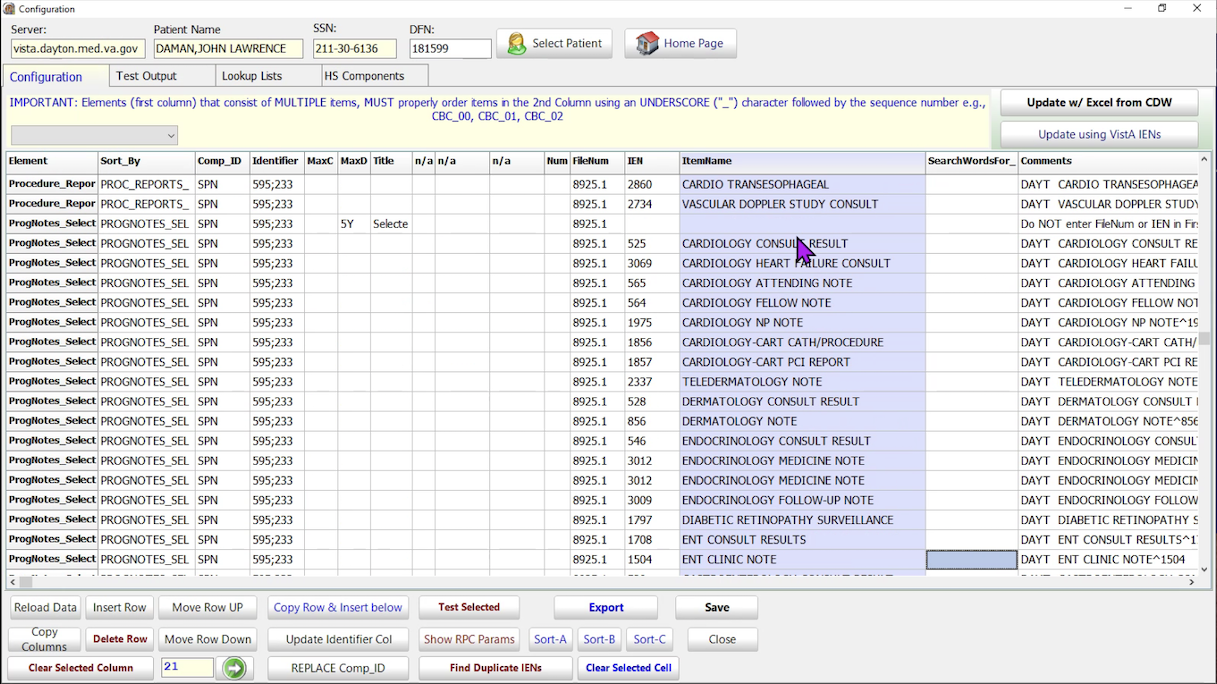 Configuration
Server: Patient Name SSN: DFN:
vista.dayton.med.va.gov DAMAN,JOHN LAWRENCE 211-30-6136 181599 Select Patient Home Page
Configuration Test Output Lookup Lists HS Components
IMPORTANT: Elements (first column) that consist of MULTIPLE items, MUST properly order items in the 2nd Column using an UNDERSCORE ("_") character followed by the sequence number e.g.,
CBC_00, CBC_01, CBC_02
Update w/ Excel from CDW
Update using VistA IENs
Element Sort_By Comp_ID Identifier MaxC MaxD Title n/a n/a n/a Num FileNum IEN ItemName SearchWordsFor_ Comments
Procedure_Repor PROC_REPORTS_ SPN 595;233 8925.1 2860 CARDIO TRANSESOPHAGEAL DAYT CARDIO TRANSESOPHAGEA
Procedure_Repor PROC_REPORTS_ SPN 595;233 8925.1 2734 VASCULAR DOPPLER STUDY CONSULT DAYT VASCULAR DOPPLER STUDY
ProgNotes_Select PROGNOTES_SEL SPN 595;233 5Y Selecte 8925.1 Do NOT enter FileNum or IEN in Firs
ProgNotes_Select PROGNOTES_SEL SPN 595;233 8925.1 525 CARDIOLOGY CONSULT RESULT DAYT CARDIOLOGY CONSULT RE
ProgNotes_Select PROGNOTES_SEL SPN 595;233 8925.1 3069 CARDIOLOGY HEART FAILURE CONSULT DAYT CARDIOLOGY HEART FAILU
ProgNotes_Select PROGNOTES_SEL SPN 595;233 8925.1 565 CARDIOLOGY ATTENDING NOTE DAYT CARDIOLOGY ATTENDING
ProgNotes_Select PROGNOTES_SEL SPN 595;233 8925.1 564 CARDIOLOGY FELLOW NOTE DAYT CARDIOLOGY FELLOW NOT
ProgNotes_Select PROGNOTES_SEL SPN 595;233 8925.1 1975 CARDIOLOGY NP NOTE DAYT CARDIOLOGY NP NOTE^19
ProgNotes_Select PROGNOTES_SEL SPN 595;233 8925.1 1856 CARDIOLOGY-CART CATH/PROCEDURE DAYT CARDIOLOGY-CART CATH/
ProgNotes_Select PROGNOTES_SEL SPN 595;233 8925.1 1857 CARDIOLOGY-CART PCI REPORT DAYT CARDIOLOGY-CART PCI RE
ProgNotes_Select PROGNOTES_SEL SPN 595;233 8925.1 2337 TELEDERMATOLOGY NOTE DAYT TELEDERMATOLOGY NOTE
ProgNotes_Select PROGNOTES_SEL SPN 595;233 8925.1 528 DERMATOLOGY CONSULT RESULT DAYT DERMATOLOGY CONSULT
ProgNotes_Select PROGNOTES_SEL SPN 595;233 8925.1 856 DERMATOLOGY NOTE DAYT DERMATOLOGY NOTE^856
ProgNotes_Select PROGNOTES_SEL SPN 595;233 8925.1 546 ENDOCRINOLOGY CONSULT RESULT DAYT ENDOCRINOLOGY CONSUL
ProgNotes_Select PROGNOTES_SEL SPN 595;233 8925.1 3012 ENDOCRINOLOGY MEDICINE NOTE DAYT ENDOCRINOLOGY MEDICIN
ProgNotes_Select PROGNOTES_SEL SPN 595;233 8925.1 3012 ENDOCRINOLOGY MEDICINE NOTE DAYT ENDOCRINOLOGY MEDICIN
ProgNotes_Select PROGNOTES_SEL SPN 595;233 8925.1 3009 ENDOCRINOLOGY FOLLOW-UP NOTE DAYT ENDOCRINOLOGY FOLLOW
ProgNotes_Select PROGNOTES_SEL SPN 595;233 8925.1 1797 DIABETIC RETINOPATHY SURVEILLANCE DAYT DIABETIC RETINOPATHY S
ProgNotes_Select PROGNOTES_SEL SPN 595;233 8925.1 1708 ENT CONSULT RESULTS DAYT ENT CONSULT RESULTS^1
ProgNotes_Select PROGNOTES_SEL SPN 595;233 8925.1 1504 ENT CLINIC NOTE DAYT ENT CLINIC NOTE^1504
Reload Data Insert Row Move Row UP Copy Row & Insert below Test Selected Export Save
Copy Columns Delete Row Move Row Down Update Identifier Col Show RPC Params Sort-A Sort-B Sort-C Close
Clear Selected Column 21 REPLACE Comp_ID Find Duplicate IENs Clear Selected Cell